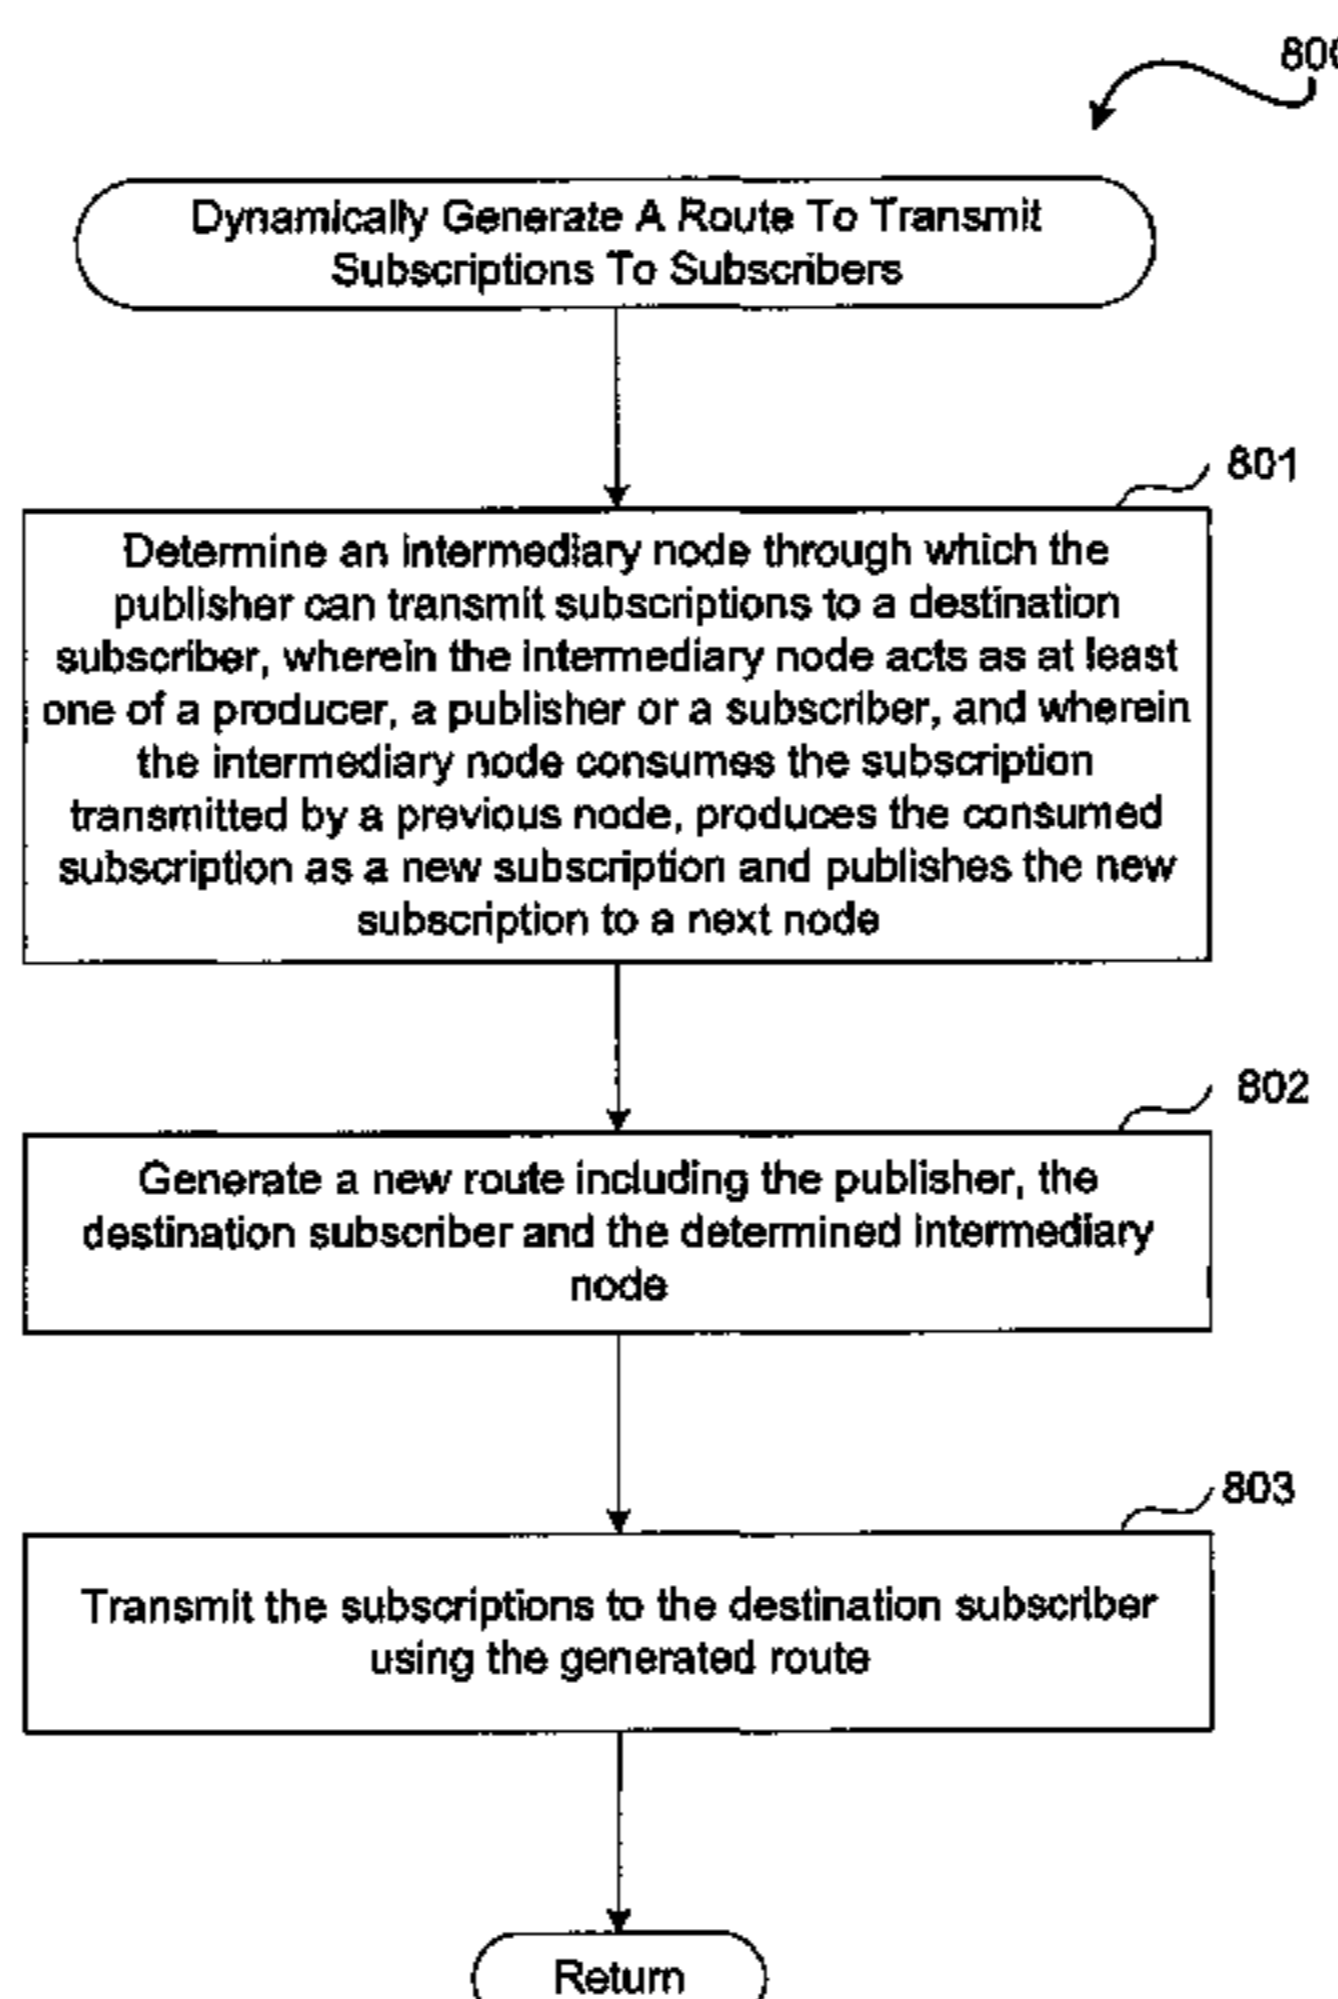 800
Dynamically Generate A Route To Transmit
Subscriptions To Subscribers
801
Determine an intermediary node through which the
publisher can transmit subscriptions to a destination
subscriber, wherein the intermediary node acts as at least
one of a producer, a publisher or a subscriber, and wherein
the intermediary node consumes the subscription
transmitted by a previous node, produces the consumed
subscription as a new subscription and publishes the new
subscription to a next node
802
Generate a new route including the publisher, the
destination subscriber and the determined intermediary
node
803
Transmit the subscriptions to the destination subscriber
using the generated route
Return